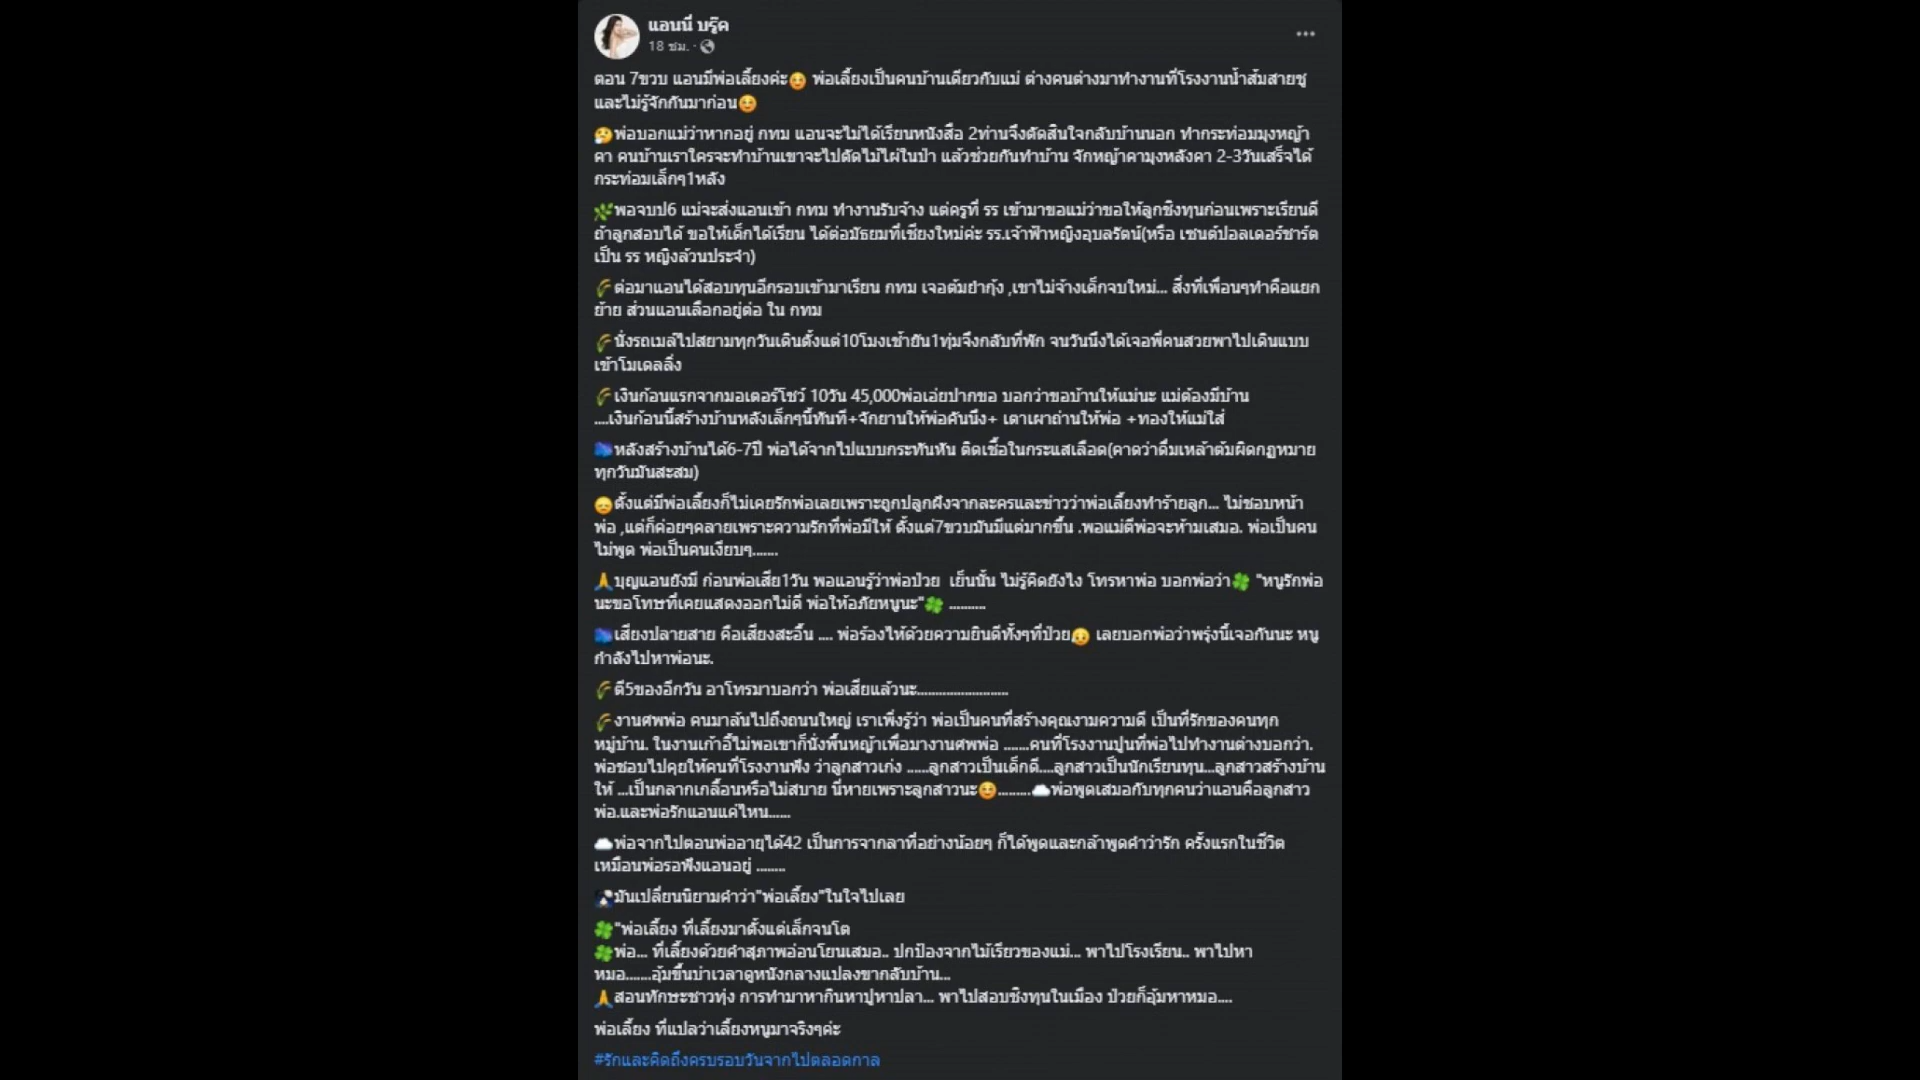 แอนนี่ บรู๊ค
18 ชม. ·
ตอน 7ขวบ แอนมีพ่อเลี้ยงค่ะ☺️ พ่อเลี้ยงเป็นคนบ้านเดียวกับแม่ ต่างคนต่างมาทำงานที่โรงงานน้ำส้มสายชู
และไม่รู้จักกันมาก่อน☺️
😢พ่อบอกแม่ว่าหากอยู่ กทม แอนจะไม่ได้เรียนหนังสือ 2ท่านจึงตัดสินใจกลับบ้านนอก ทำกระท่อมมุงหญ้า
คา คนบ้านเราใครจะทำบ้านเขาจะไปตัดไม้ไผ่ในป่า แล้วช่วยกันทำบ้าน จักหญ้าคามุงหลังคา 2-3วันเสร็จได้
กระท่อมเล็กๆ1หลัง
🌿พอจบป6 แม่จะส่งแอนเข้า กทม ทำงานรับจ้าง แต่ครูที่ รร เข้ามาขอแม่ว่าขอให้ลูกชิงทุนก่อนเพราะเรียนดี
ถ้าลูกสอบได้ ขอให้เด็กได้เรียน ได้ต่อมัธยมที่เชียงใหม่ค่ะ รร.เจ้าฟ้าหญิงอุบลรัตน์(หรือ เซนต์ปอลเดอร์ชาร์ต
เป็น รร หญิงล้วนประจำ)
🌾ต่อมาแอนได้สอบทุนอีกรอบเข้ามาเรียน กทม เจอต้มยำกุ้ง ,เขาไม่จ้างเด็กจบใหม่... สิ่งที่เพื่อนๆทำคือแยก
ย้าย ส่วนแอนเลือกอยู่ต่อ ใน กทม
🌾นั่งรถเมล์ไปสยามทุกวันเดินตั้งแต่10โมงเช้ายัน1ทุ่มจึงกลับที่พัก จนวันนึงได้เจอพี่คนสวยพาไปเดินแบบ
เข้าโมเดลลิ่ง
🌾เงินก้อนแรกจากมอเตอร์โชว์ 10วัน 45,000พ่อเอ่ยปากขอ บอกว่าขอบ้านให้แม่นะ แม่ต้องมีบ้าน
....เงินก้อนนี้สร้างบ้านหลังเล็กๆนี้ทันที+จักยานให้พ่อคันนึง+ เตาเผาถ่านให้พ่อ +ทองให้แม่ใส่
หลังสร้างบ้านได้6-7ปี พ่อได้จากไปแบบกระทันหัน ติดเชื้อในกระแสเลือด(คาดว่าดื่มเหล้าต้มผิดกฏหมาย
ทุกวันมันสะสม)
😞ตั้งแต่มีพ่อเลี้ยงก็ไม่เคยรักพ่อเลยเพราะถูกปลูกฝังจากละครและข่าวว่าพ่อเลี้ยงทำร้ายลูก... ไม่ชอบหน้า
พ่อ ,แต่ก็ค่อยๆคลายเพราะความรักที่พ่อมีให้ ตั้งแต่7ขวบมันมีแต่มากขึ้น .พอแม่ตีพ่อจะห้ามเสมอ. พ่อเป็นคน
ไม่พูด พ่อเป็นคนเงียบๆ.......
🙏บุญแอนยังมี ก่อนพ่อเสีย1วัน พอแอนรู้ว่าพ่อป่วย เย็นนั้น ไม่รู้คิดยังไง โทรหาพ่อ บอกพ่อว่า🍀 "หนูรักพ่อ
นะขอโทษที่เคยแสดงออกไม่ดี พ่อให้อภัยหนูนะ"🍀 ..........
เสียงปลายสาย คือเสียงสะอื้น .... พ่อร้องไห้ด้วยความยินดีทั้งๆที่ป่วย🥲 เลยบอกพ่อว่าพรุ่งนี้เจอกันนะ หนู
กำลังไปหาพ่อนะ.
🌾ตี5ของอีกวัน อาโทรมาบอกว่า พ่อเสียแล้วนะ.........................
🌾งานศพพ่อ คนมาล้นไปถึงถนนใหญ่ เราเพิ่งรู้ว่า พ่อเป็นคนที่สร้างคุณงามความดี เป็นที่รักของคนทุก
หมู่บ้าน. ในงานเก้าอี้ไม่พอเขาก็นั่งพื้นหญ้าเพื่อมางานศพพ่อ .......คนที่โรงงานปูนที่พ่อไปทำงานต่างบอกว่า.
พ่อชอบไปคุยให้คนที่โรงงานฟัง ว่าลูกสาวเก่ง ......ลูกสาวเป็นเด็กดี....ลูกสาวเป็นนักเรียนทุน...ลูกสาวสร้างบ้าน
ให้ ...เป็นกลากเกลื้อนหรือไม่สบาย นี่หายเพราะลูกสาวนะ☺️.........☁️พ่อพูดเสมอกับทุกคนว่าแอนคือลูกสาว
พ่อ.และพ่อรักแอนแค่ไหน......
☁️พ่อจากไปตอนพ่ออายุได้42 เป็นการจากลาที่อย่างน้อยๆ ก็ได้พูดและกล้าพูดคำว่ารัก ครั้งแรกในชีวิต
เหมือนพ่อรอฟังแอนอยู่ ........
มันเปลี่ยนนิยามคำว่า"พ่อเลี้ยง"ในใจไปเลย
🍀"พ่อเลี้ยง ที่เลี้ยงมาตั้งแต่เล็กจนโต
🍀พ่อ... ที่เลี้ยงด้วยคำสุภาพอ่อนโยนเสมอ.. ปกป้องจากไม้เรียวของแม่... พาไปโรงเรียน.. พาไปหา
หมอ.......อุ้มขึ้นบ่าเวลาดูหนังกลางแปลงขากลับบ้าน...
🙏สอนทักษะชาวทุ่ง การทำมาหากินหาปูหาปลา... พาไปสอบชิงทุนในเมือง ป่วยก็อุ้มหาหมอ....
พ่อเลี้ยง ที่แปลว่าเลี้ยงหนูมาจริงๆค่ะ
#รักและคิดถึงครบรอบวันจากไปตลอดกาล